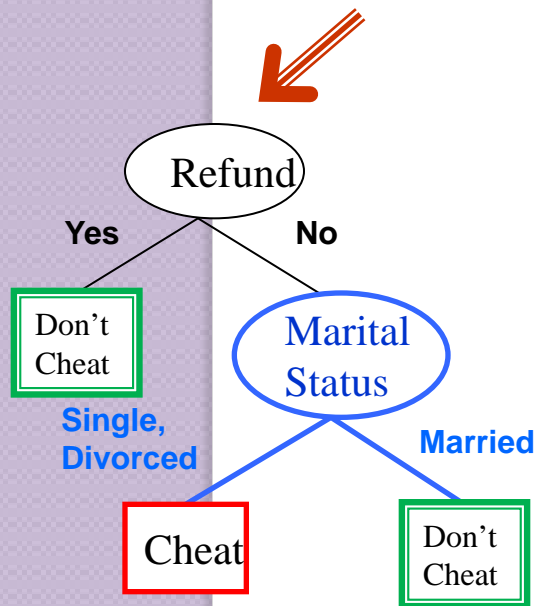 Refund
Yes
No
Don’t
Cheat
Marital
Status
Single,
Divorced
Married
Cheat
Don’t
Cheat